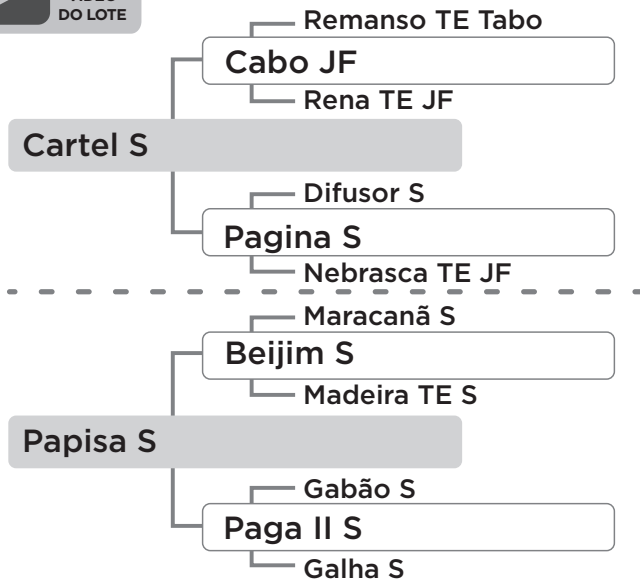 DO LOTE
Remanso TE Tabo
Cabo JF
Rena TE JF
Cartel S
Difusor S
Pagina S
Nebrasca TE JF
Maracanã S
Beijim S
Madeira TE S
Papisa S
Gabão S
Paga II S
Galha S